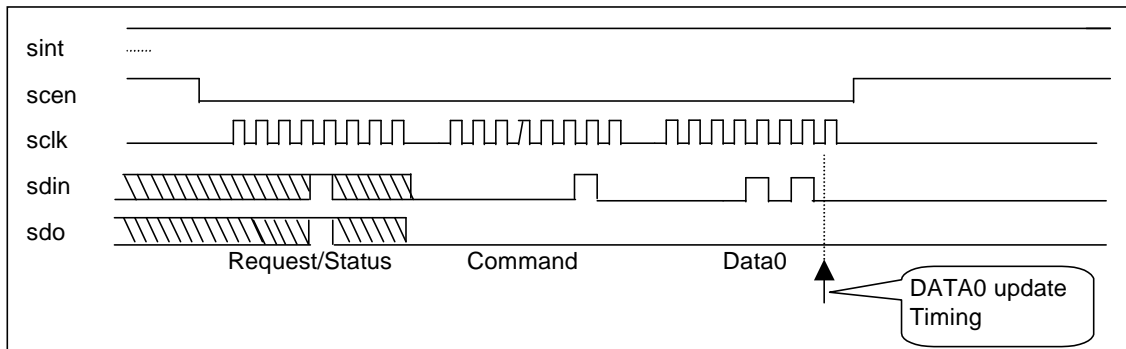 sint
scen
sclk
sdin
sdo
Request/Status Command Data0
DATA0 update
Timing